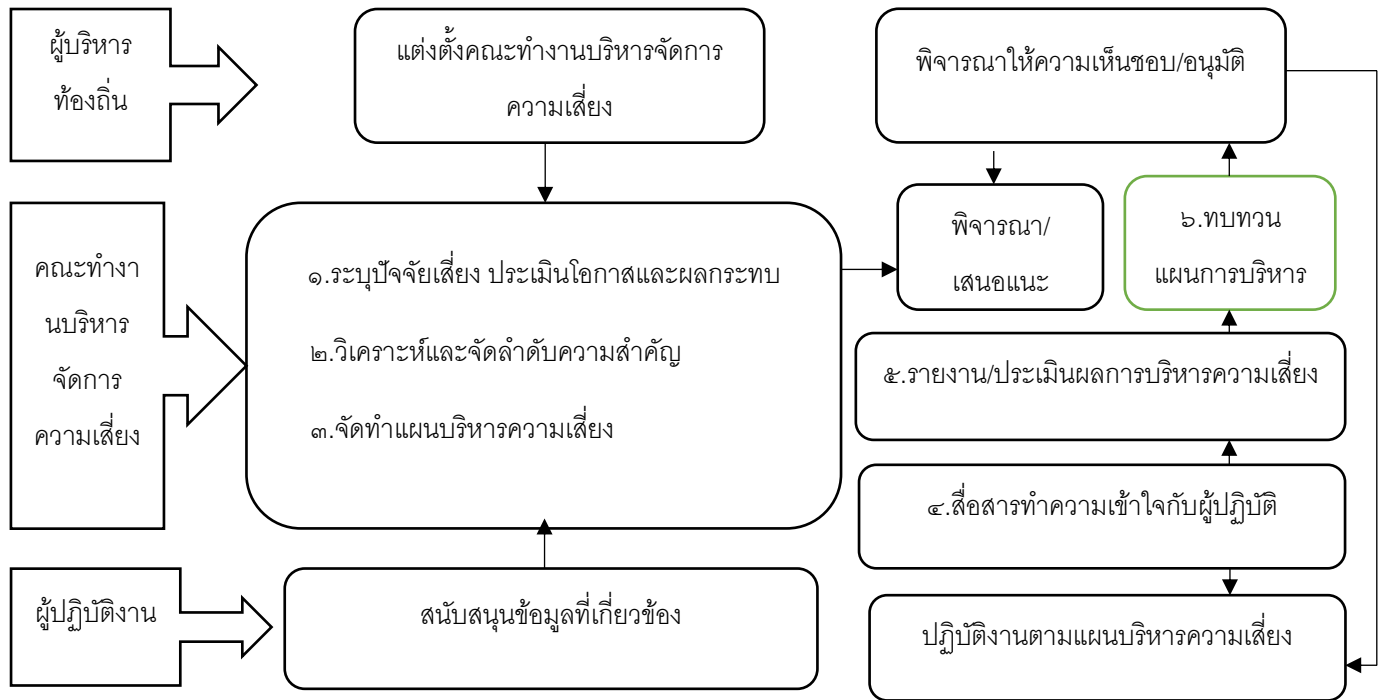 ผู้บริหาร
ท้องถิ่น
แต่งตั้งคณะทำงานบริหารจัดการ
ความเสี่ยง
พิจารณาให้ความเห็นชอบ/อนุมัติ
คณะทำงา
นบริหาร
จัดการ
ความเสี่ยง
๑.ระบุปัจจัยเสี่ยง ประเมินโอกาสและผลกระทบ
๒.วิเคราะห์และจัดลำดับความสำคัญ
๓.จัดทำแผนบริหารความเสี่ยง
พิจารณา/
เสนอแนะ
๖.ทบทวน
แผนการบริหาร
๕.รายงาน/ประเมินผลการบริหารความเสี่ยง
๔.สื่อสารทำความเข้าใจกับผู้ปฏิบัติ
ผู้ปฏิบัติงาน
สนับสนุนข้อมูลที่เกี่ยวข้อง
ปฏิบัติงานตามแผนบริหารความเสี่ยง